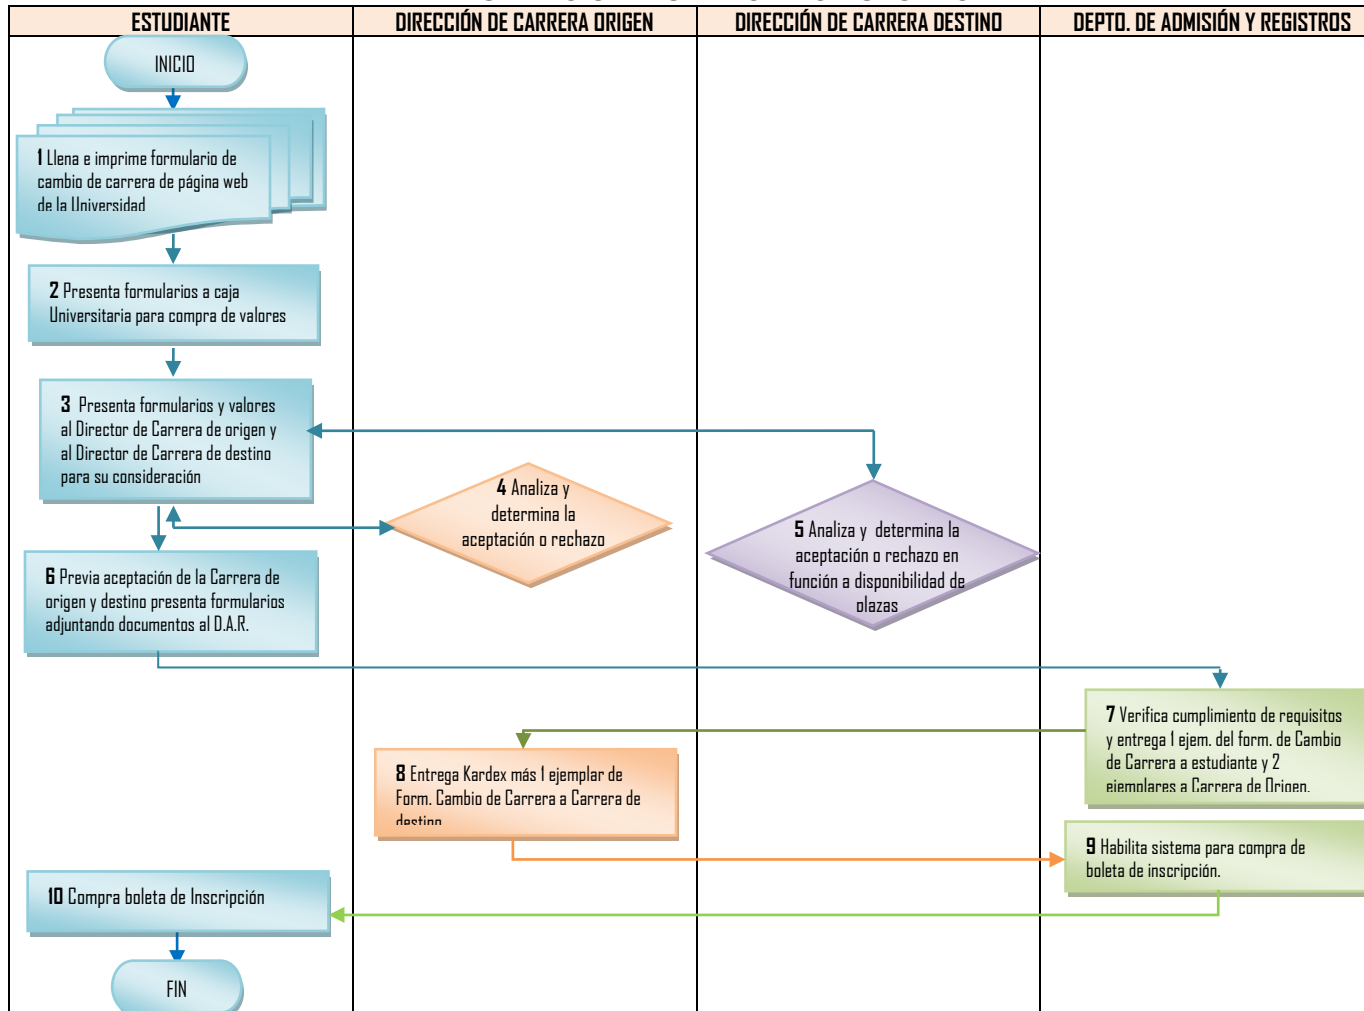 ESTUDIANTE
DIRECCIÓN DE CARRERA ORIGEN
DIRECCIÓN DE CARRERA DESTINO
DEPTO. DE ADMISIÓN Y REGISTROS
INICIO
1 Llena e imprime formulario de
cambio de carrera de página web
de la Universidad
2 Presenta formularios a caja
Universitaria para compra de valores
3 Presenta formularios y valores
al Director de Carrera de origen y
al Director de Carrera de destino
para su consideración
4 Analiza y
determina la
aceptación o rechazo
5 Analiza y determina la
aceptación o rechazo en
función a disponibilidad de
plazas
6 Previa aceptación de la Carrera de
origen y destino presenta formularios
adjuntando documentos al D.A.R.
7 Verifica cumplimiento de requisitos
y entrega 1 ejem. del form. de Cambio
de Carrera a estudiante y 2
ejemplares a Carrera de Origen.
8 Entrega Kardex más 1 ejemplar de
Form. Cambio de Carrera a Carrera de
destino
9 Habilita sistema para compra de
boleta de inscripción.
10 Compra boleta de Inscripción
FIN